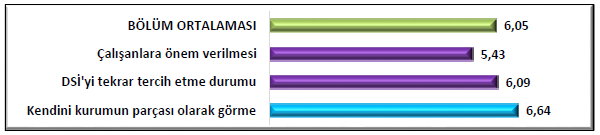 BÖLÜM ORTALAMASI 6,05
Çalışanlara önem verilmesi 5,43
DSİ'yi tekrar tercih etme durumu 6,09
Kendini kurumun parçası olarak görme 6,64